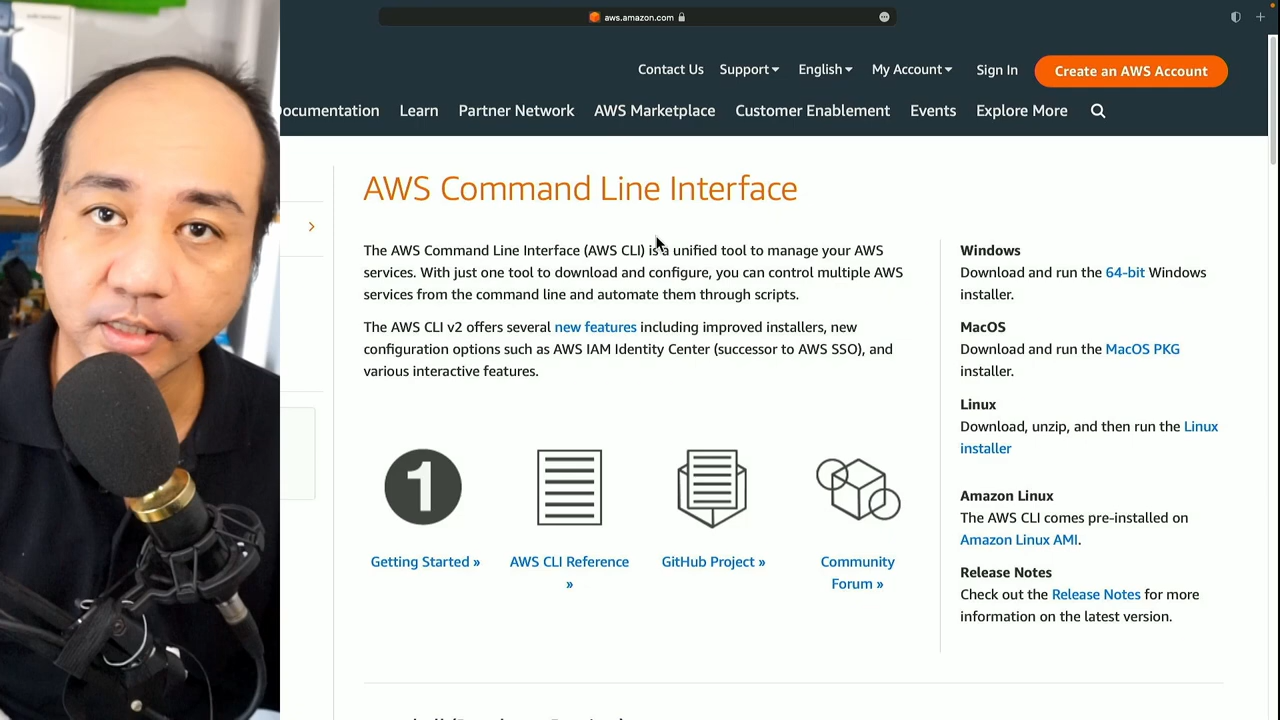 aws.amazon.com
Contact Us Support English My Account Sign In Create an AWS Account
Documentation Learn Partner Network AWS Marketplace Customer Enablement Events Explore More
AWS Command Line Interface
The AWS Command Line Interface (AWS CLI) is a unified tool to manage your AWS
services. With just one tool to download and configure, you can control multiple AWS
services from the command line and automate them through scripts.
The AWS CLI v2 offers several new features including improved installers, new
configuration options such as AWS IAM Identity Center (successor to AWS SSO), and
various interactive features.
1
Getting Started »
AWS CLI Reference
»
GitHub Project »
Community
Forum »
Windows
Download and run the 64-bit Windows
installer.
MacOS
Download and run the MacOS PKG
installer.
Linux
Download, unzip, and then run the Linux
installer
Amazon Linux
The AWS CLI comes pre-installed on
Amazon Linux AMI.
Release Notes
Check out the Release Notes for more
information on the latest version.